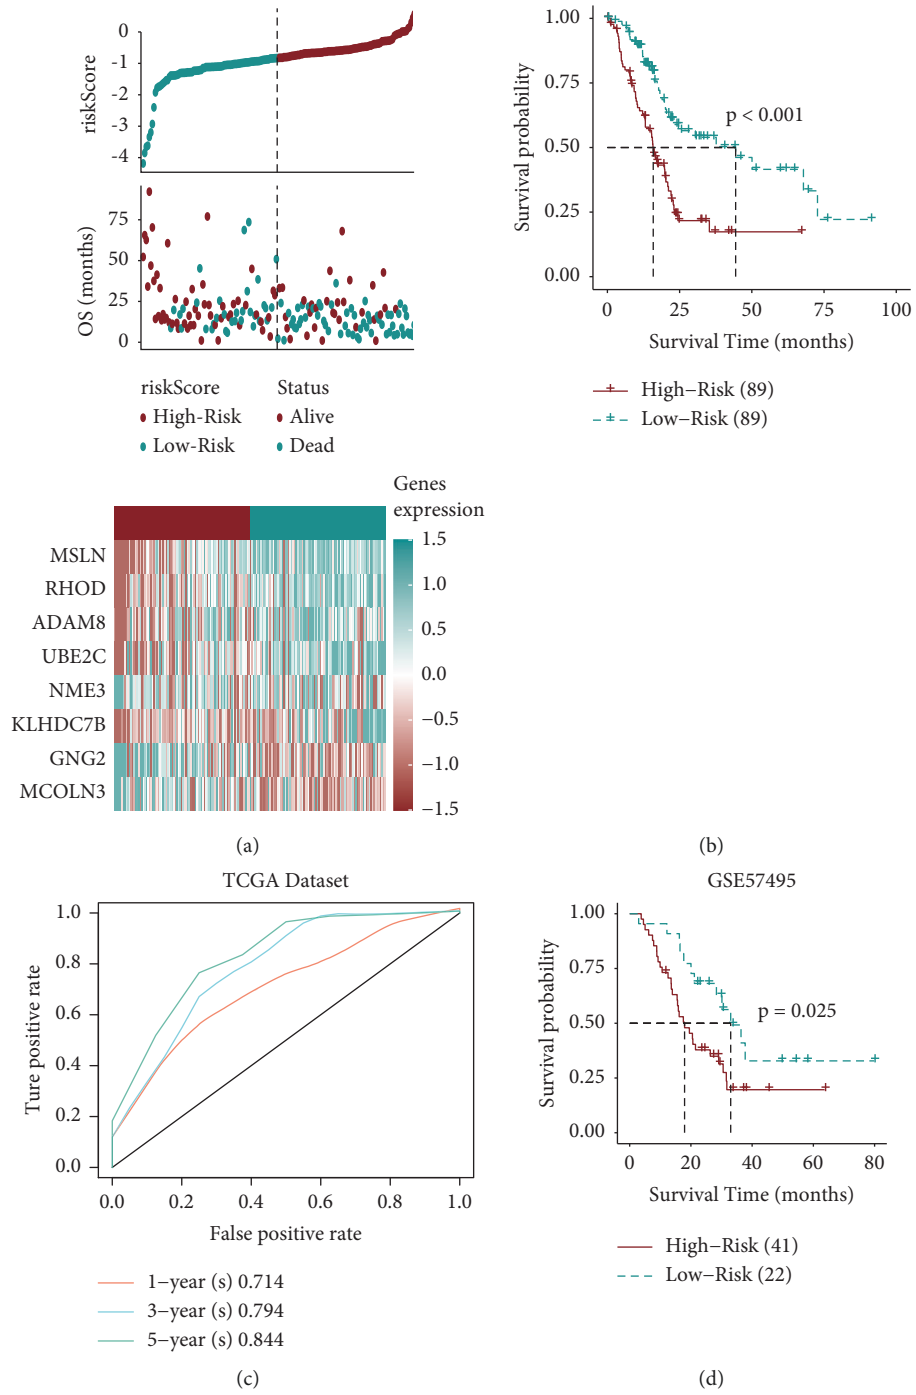 0
-1
-2
-3
-4
riskScore
75
50
25
0
OS (months)
riskScore
High-Risk
Low-Risk
Status
Alive
Dead
Genes
expression
MSLN
RHOD
ADAM8
UBE2C
NME3
KLHDC7B
GNG2
MCOLN3
1.5
1.0
0.5
0.0
−0.5
−1.0
−1.5
(a)
1.00
0.75
0.50
0.25
0.00
Survival probability
p < 0.001
0 25 50 75 100
Survival Time (months)
High−Risk (89)
Low−Risk (89)
(b)
TCGA Dataset
1.0
0.8
0.6
0.4
0.2
0.0
Ture positive rate
0.0 0.2 0.4 0.6 0.8 1.0
False positive rate
1−year (s) 0.714
3−year (s) 0.794
5−year (s) 0.844
(c)
GSE57495
1.00
0.75
0.50
0.25
0.00
Survival probability
p = 0.025
0 20 40 60 80
Survival Time (months)
High−Risk (41)
Low−Risk (22)
(d)